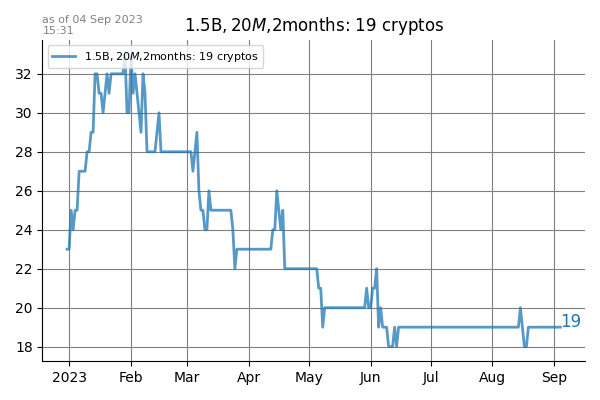 as of 04 Sep 2023
15:31
1.5B, 20M,2months: 19 cryptos
1.5B, 20M,2months: 19 cryptos
32
30
28
26
24
22
20
18
19
2023 Feb Mar Apr May Jun Jul Aug Sep